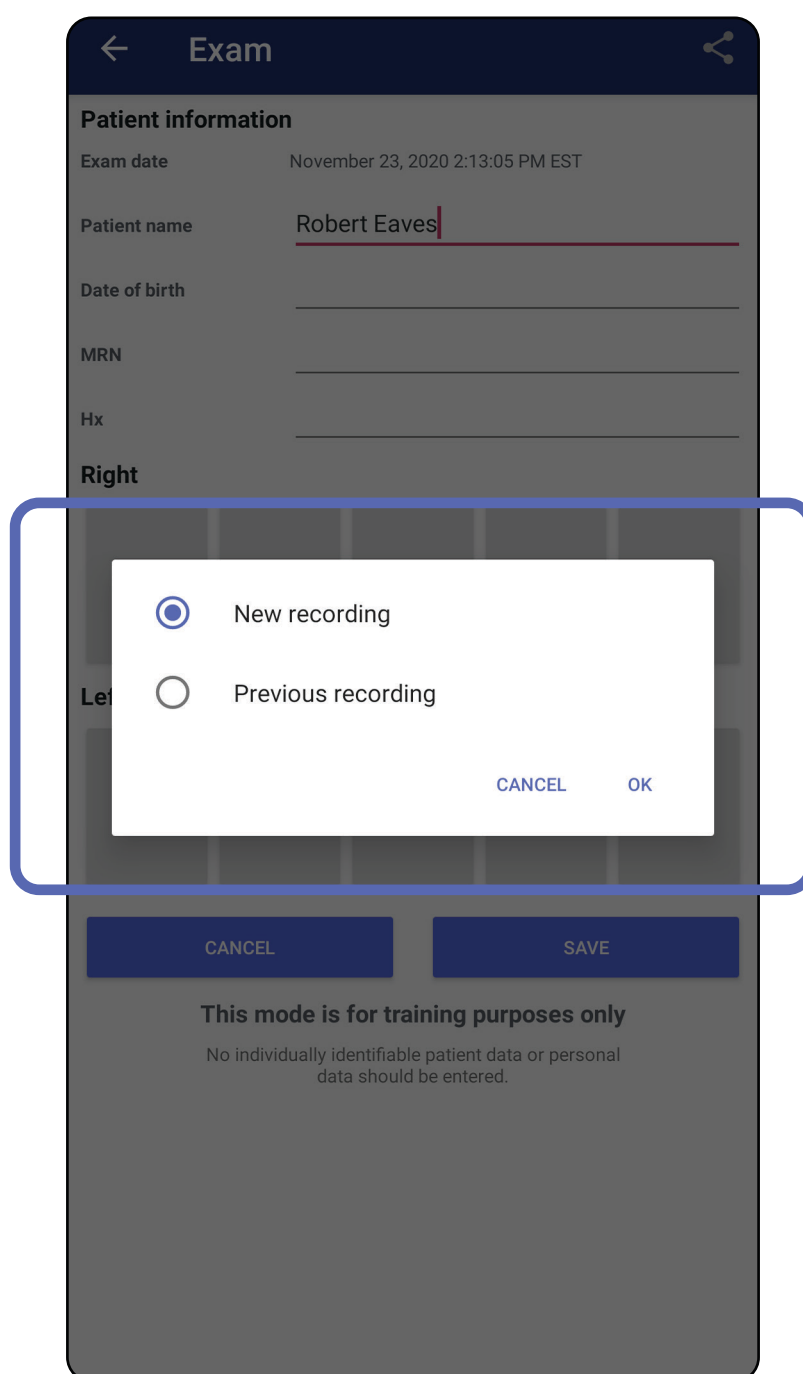 Exam
Patient information
Exam date November 23, 2020 2:13:05 PM EST
Patient name Robert Eaves
Date of birth
MRN
Hx
Right
New recording
Lef
Previous recording
CANCEL OK
CANCEL SAVE
This mode is for training purposes only
No individually identifiable patient data or personal
data should be entered.